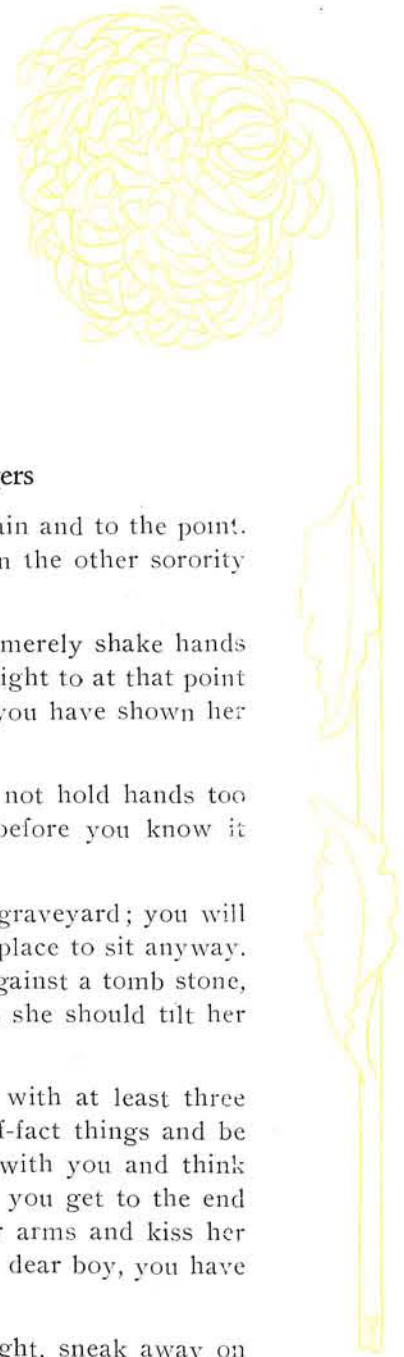 ers
ain and to the point.
n the other sorority
merely shake hands
ight to at that point
you have shown her
not hold hands too
before you know it
graveyard; you will
place to sit anyway.
gainst a tomb stone,
she should tilt her
with at least three
f-fact things and be
with you and think
you get to the end
r arms and kiss her
dear boy, you have
ght, sneak away on